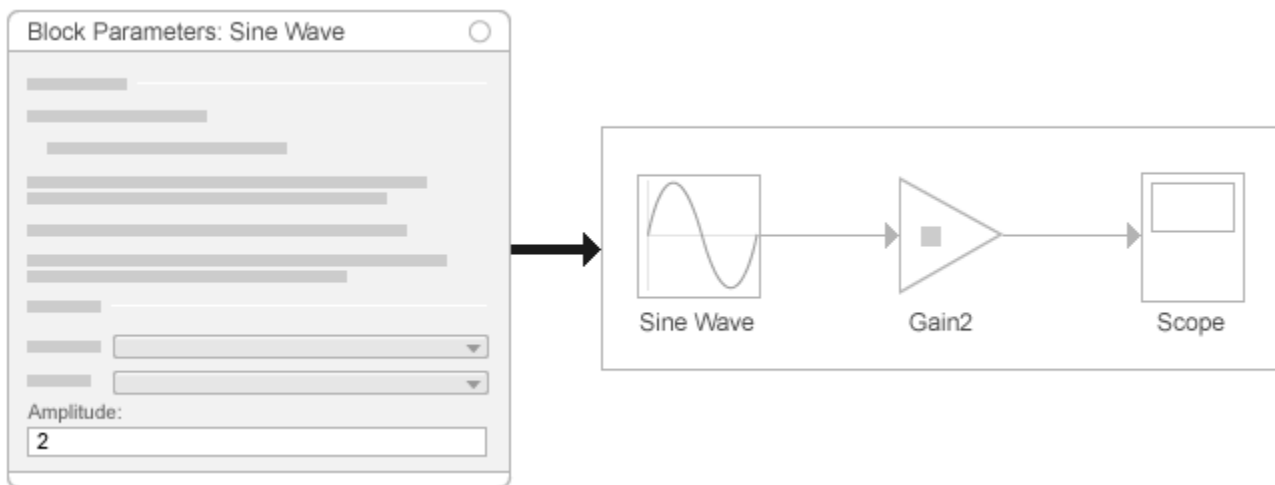 Block Parameters: Sine Wave
Amplitude:
2
Sine Wave
Gain2
Scope